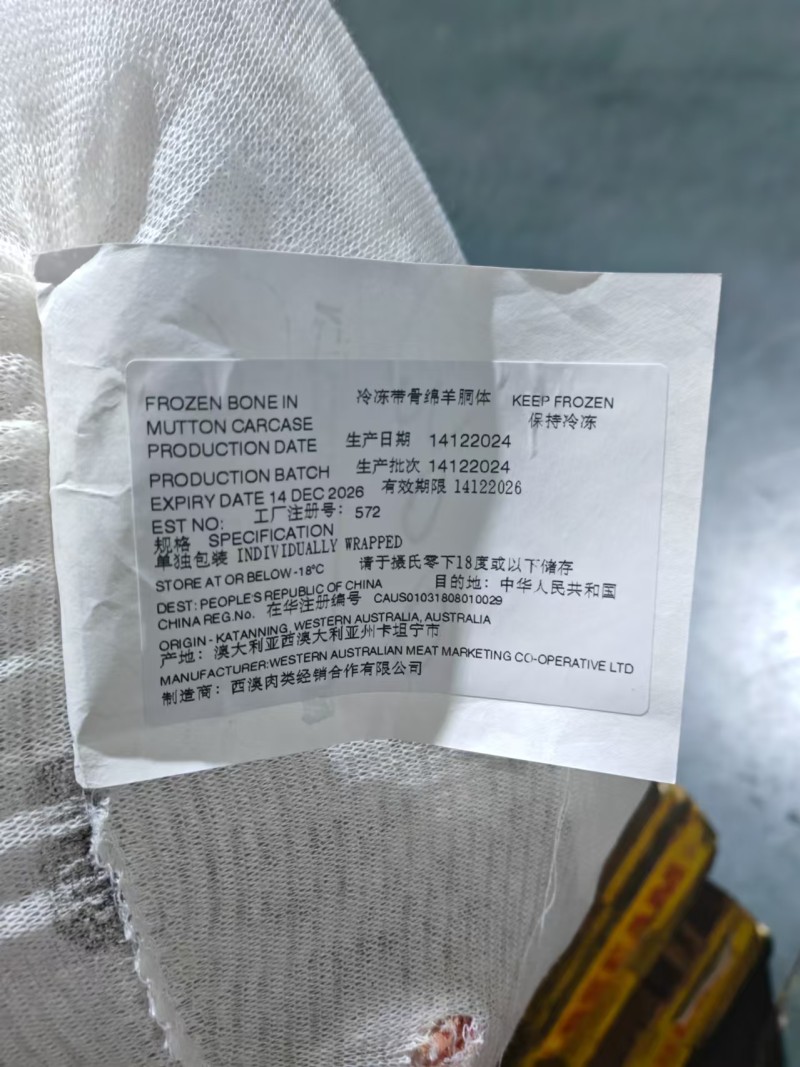 FROZEN BONE IN 冷冻带骨绵羊胴体 KEEP FROZEN
MUTTON CARCASE 保持冷冻
PRODUCTION DATE 生产日期 14122024
PRODUCTION BATCH 生产批次 14122024
EXPIRY DATE 14 DEC 2026 有效期限 14122026
EST NO: 工厂注册号: 572
规格 SPECIFICATION
单独包装 INDIVIDUALLY WRAPPED
STORE AT OR BELOW -18°C 请于摄氏零下18度或以下储存
DEST: PEOPLE'S REPUBLIC OF CHINA 目的地: 中华人民共和国
CHINA REG.No. 在华注册编号 CAUS01031808010029
ORIGIN - KATANNING, WESTERN AUSTRALIA, AUSTRALIA
产地: 澳大利亚西澳大利亚州卡坦宁市
MANUFACTURER:WESTERN AUSTRALIAN MEAT MARKETING CO-OPERATIVE LTD
制造商: 西澳肉类经销合作有限公司